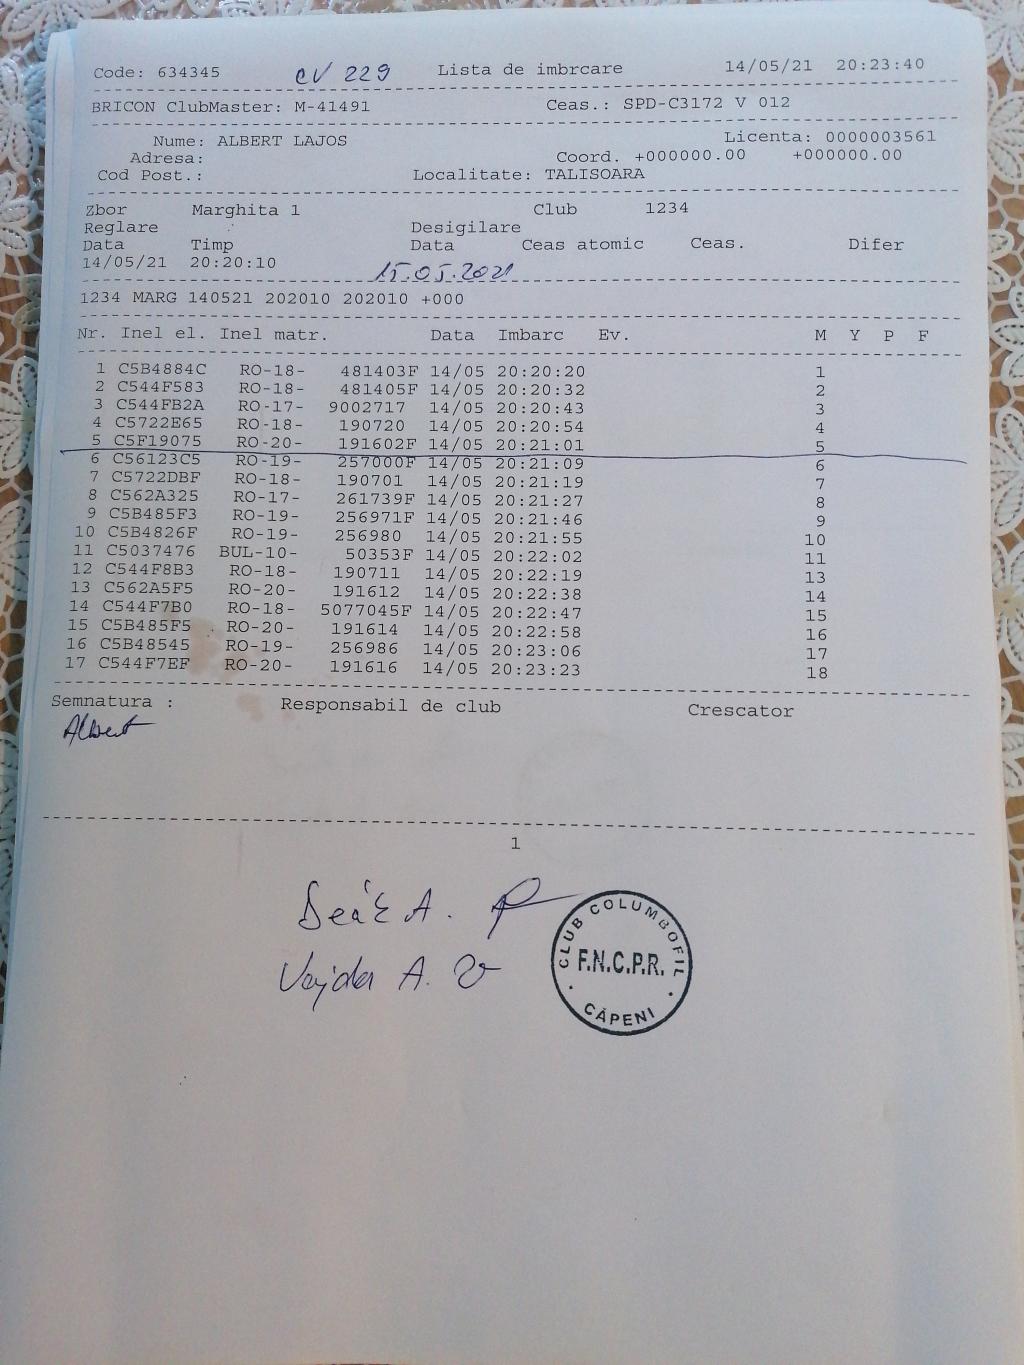 Code: 634345 CV 229 Lista de imbrcare 14/05/21 20:23:40
BRICON ClubMaster: M-41491 Ceas.: SPD-C3172 V 012
Nume: ALBERT LAJOS Licenta: 0000003561
Adresa: Coord. +000000.00 +000000.00
Cod Post.: Localitate: TALISOARA
Zbor Marghita 1 Club 1234
Reglare Desigilare
Data Timp Data Ceas atomic Ceas. Difer
14/05/21 20:20:10 15.05.2021
1234 MARG 140521 202010 202010 +000
Nr. Inel el. Inel matr. Data Imbarc Ev. M Y P F
1 C5B4884C RO-18- 481403F 14/05 20:20:20 1
2 C544F583 RO-18- 481405F 14/05 20:20:32 2
3 C544FB2A RO-17- 9002717 14/05 20:20:43 3
4 C5722E65 RO-18- 190720 14/05 20:20:54 4
5 C5F19075 RO-20- 191602F 14/05 20:21:01 5
6 C56123C5 RO-19- 257000F 14/05 20:21:09 6
7 C5722DBF RO-18- 190701 14/05 20:21:19 7
8 C562A325 RO-17- 261739F 14/05 20:21:27 8
9 C5B485F3 RO-19- 256971F 14/05 20:21:46 9
10 C5B4826F RO-19- 256980 14/05 20:21:55 10
11 C5037476 BUL-10- 50353F 14/05 20:22:02 11
12 C544F8B3 RO-18- 190711 14/05 20:22:19 13
13 C562A5F5 RO-20- 191612 14/05 20:22:38 14
14 C544F7B0 RO-18- 5077045F 14/05 20:22:47 15
15 C5B485F5 RO-20- 191614 14/05 20:22:58 16
16 C5B48545 RO-19- 256986 14/05 20:23:06 17
17 C544F7EF RO-20- 191616 14/05 20:23:23 18
Semnatura : Responsabil de club Crescator
Albert
1
Deák A.
Vajda A.
CLUB COLUMBOFIL
F.N.C.P.R.
CĂPENI